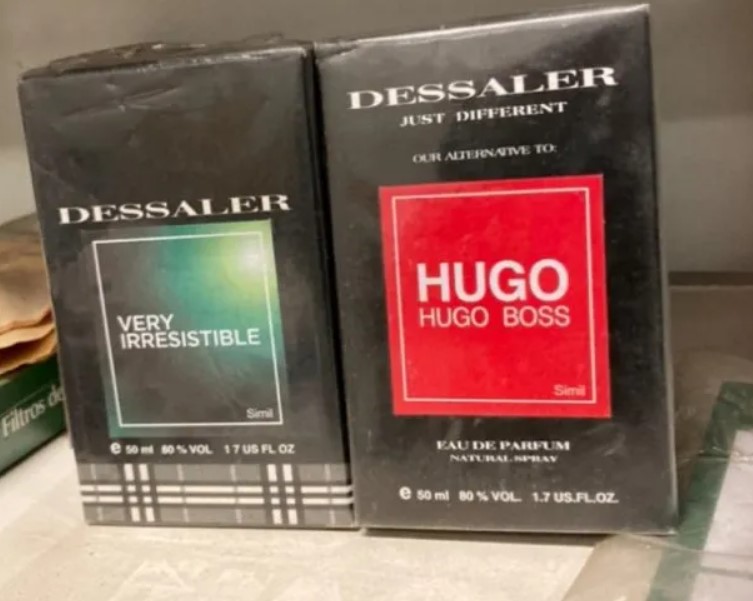 DESSALER
VERY
IRRESISTIBLE
Simil
e 50 ml 80 % VOL 1 7 US FL OZ
DESSALER
JUST DIFFERENT
OUR ALTERNATIVE TO:
HUGO
HUGO BOSS
Simil
EAU DE PARFUM
NATURAL SPRAY
e 50 ml 80 % VOL. 1.7 US.FL.OZ.
Filtros de